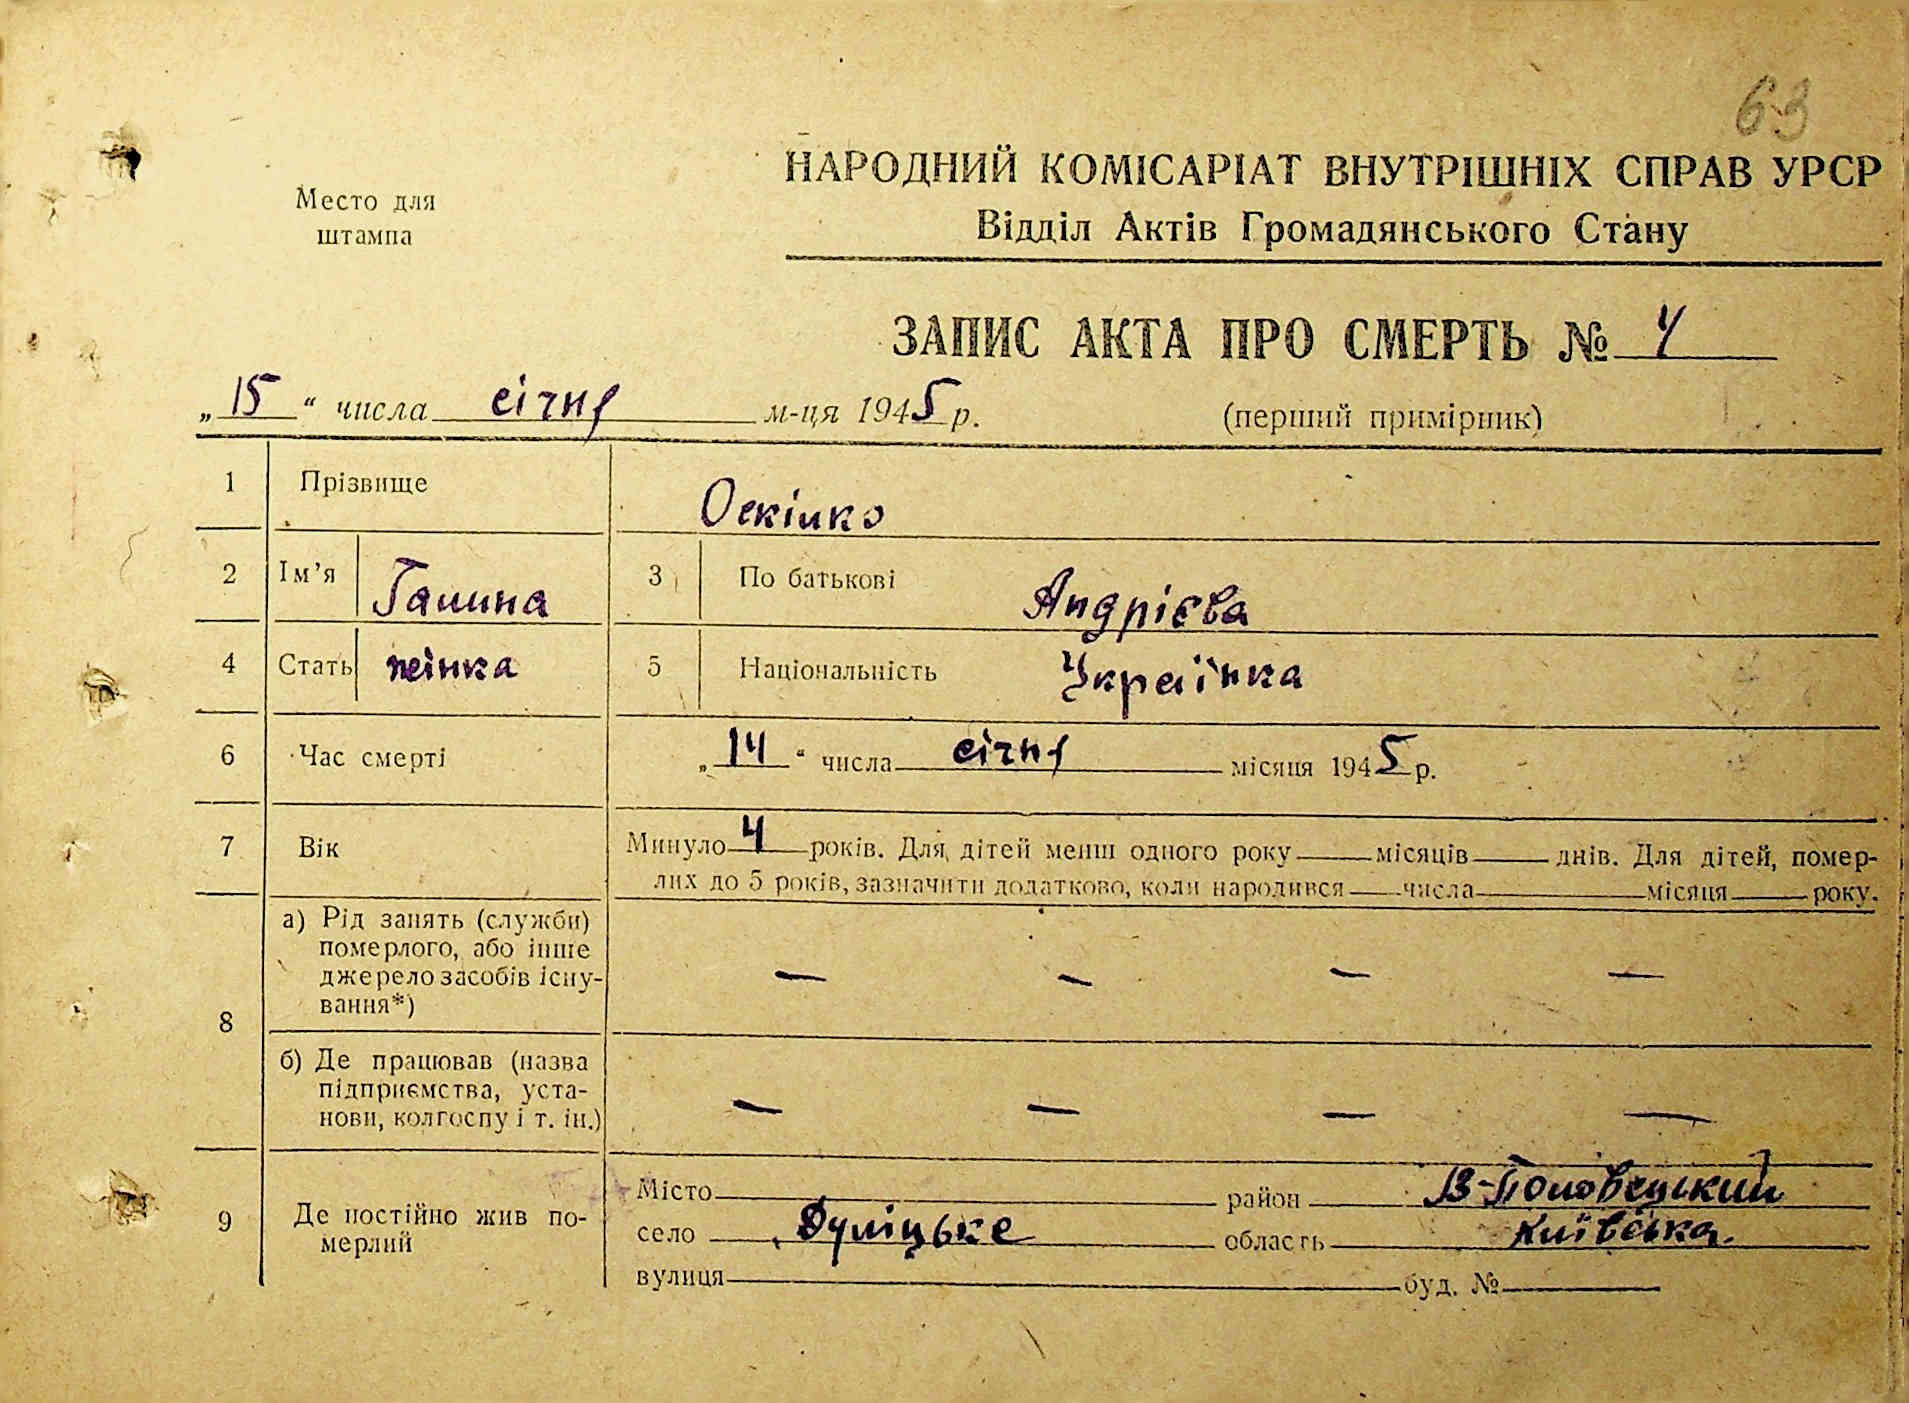 63
Место для
штампа
НАРОДНИЙ КОМІСАРІАТ ВНУТРІШНІХ СПРАВ УРСР
Відділ Актів Громадянського Стану
ЗАПИС АКТА ПРО СМЕРТЬ № 4
„15“ числа січня м-ця 1945 р.
(перший примірник)
1 Прізвище Оскілко
2 Ім’я Галина 3 По батькові Андрієва
4 Стать жінка 5 Національність Українка
6 Час смерті „14“ числа січня місяця 1945 р.
7 Вік Минуло 4 років. Для дітей менш одного року місяців днів. Для дітей, помер-
лих до 5 років, зазначити додатково, коли народився числа місяця року.
8
а) Рід занять (служби)
померлого, або інше
джерело засобів існу-
вання*)
— — — —
б) Де працював (назва
підприємства, уста-
нови, колгоспу і т. ін.)
— — — —
9 Де постійно жив по-
мерлий
Місто район В-Половецький
село Дуліцьке область Київська.
вулиця буд. №